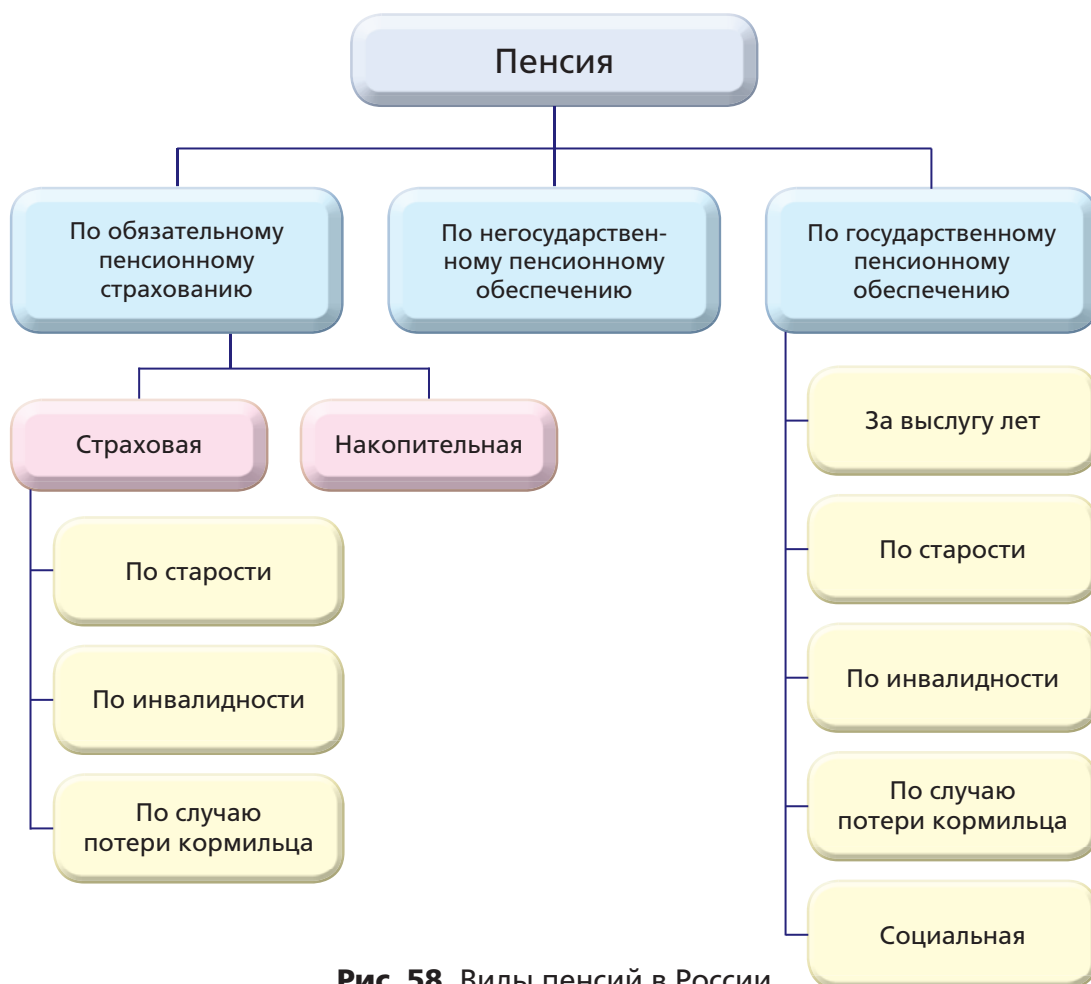 Пенсия
По обязательному
пенсионному
страхованию
По негосударствен-
ному пенсионному
обеспечению
По государственному
пенсионному
обеспечению
Страховая
Накопительная
По старости
По инвалидности
По случаю
потери кормильца
За выслугу лет
По старости
По инвалидности
По случаю
потери кормильца
Социальная
Рис. 58. Виды пенсий в России